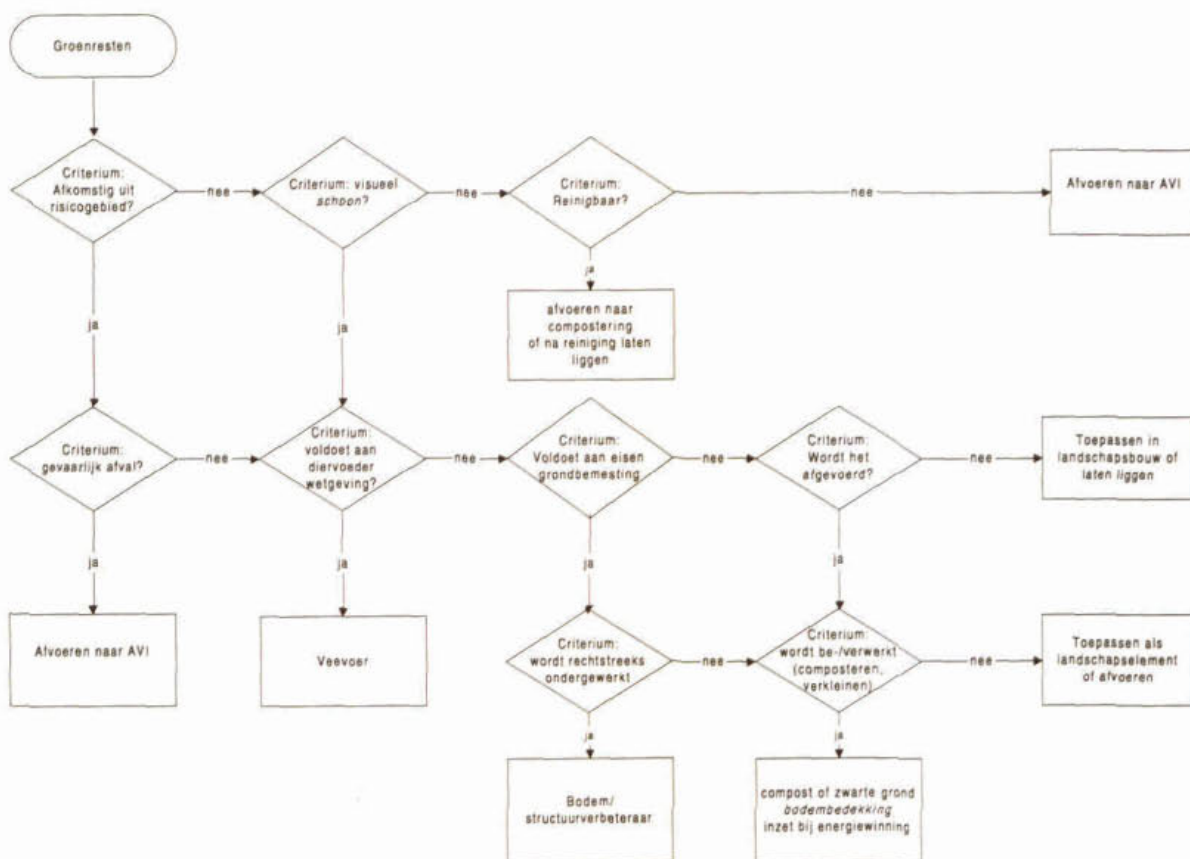 Groenresten
Criterium:
Afkomstig uit
risicogebied?
nee
Criterium: visueel
schoon?
nee
Criterium:
Reinigbaar?
nee
Afvoeren naar AVI
ja
ja
ja
afvoeren naar
compostering
of na reiniging laten
liggen
Criterium:
gevaarlijk afval?
nee
Criterium:
voldoet aan
diervoeder
wetgeving?
nee
Criterium:
Voldoet aan eisen
grondbemesting
nee
Criterium:
Wordt het
afgevoerd?
nee
Toepassen in
landschapsbouw of
laten liggen
ja
ja
ja
ja
Afvoeren naar AVI
Veevoer
Criterium:
wordt rechtstreeks
ondergewerkt
nee
Criterium:
wordt be-/verwerkt
(composteren,
verkleinen)
nee
Toepassen als
landschapselement
of afvoeren
ja
ja
Bodem/
structuurverbeteraar
compost of zwarte grond
bodembedekking
inzet bij energiewinning